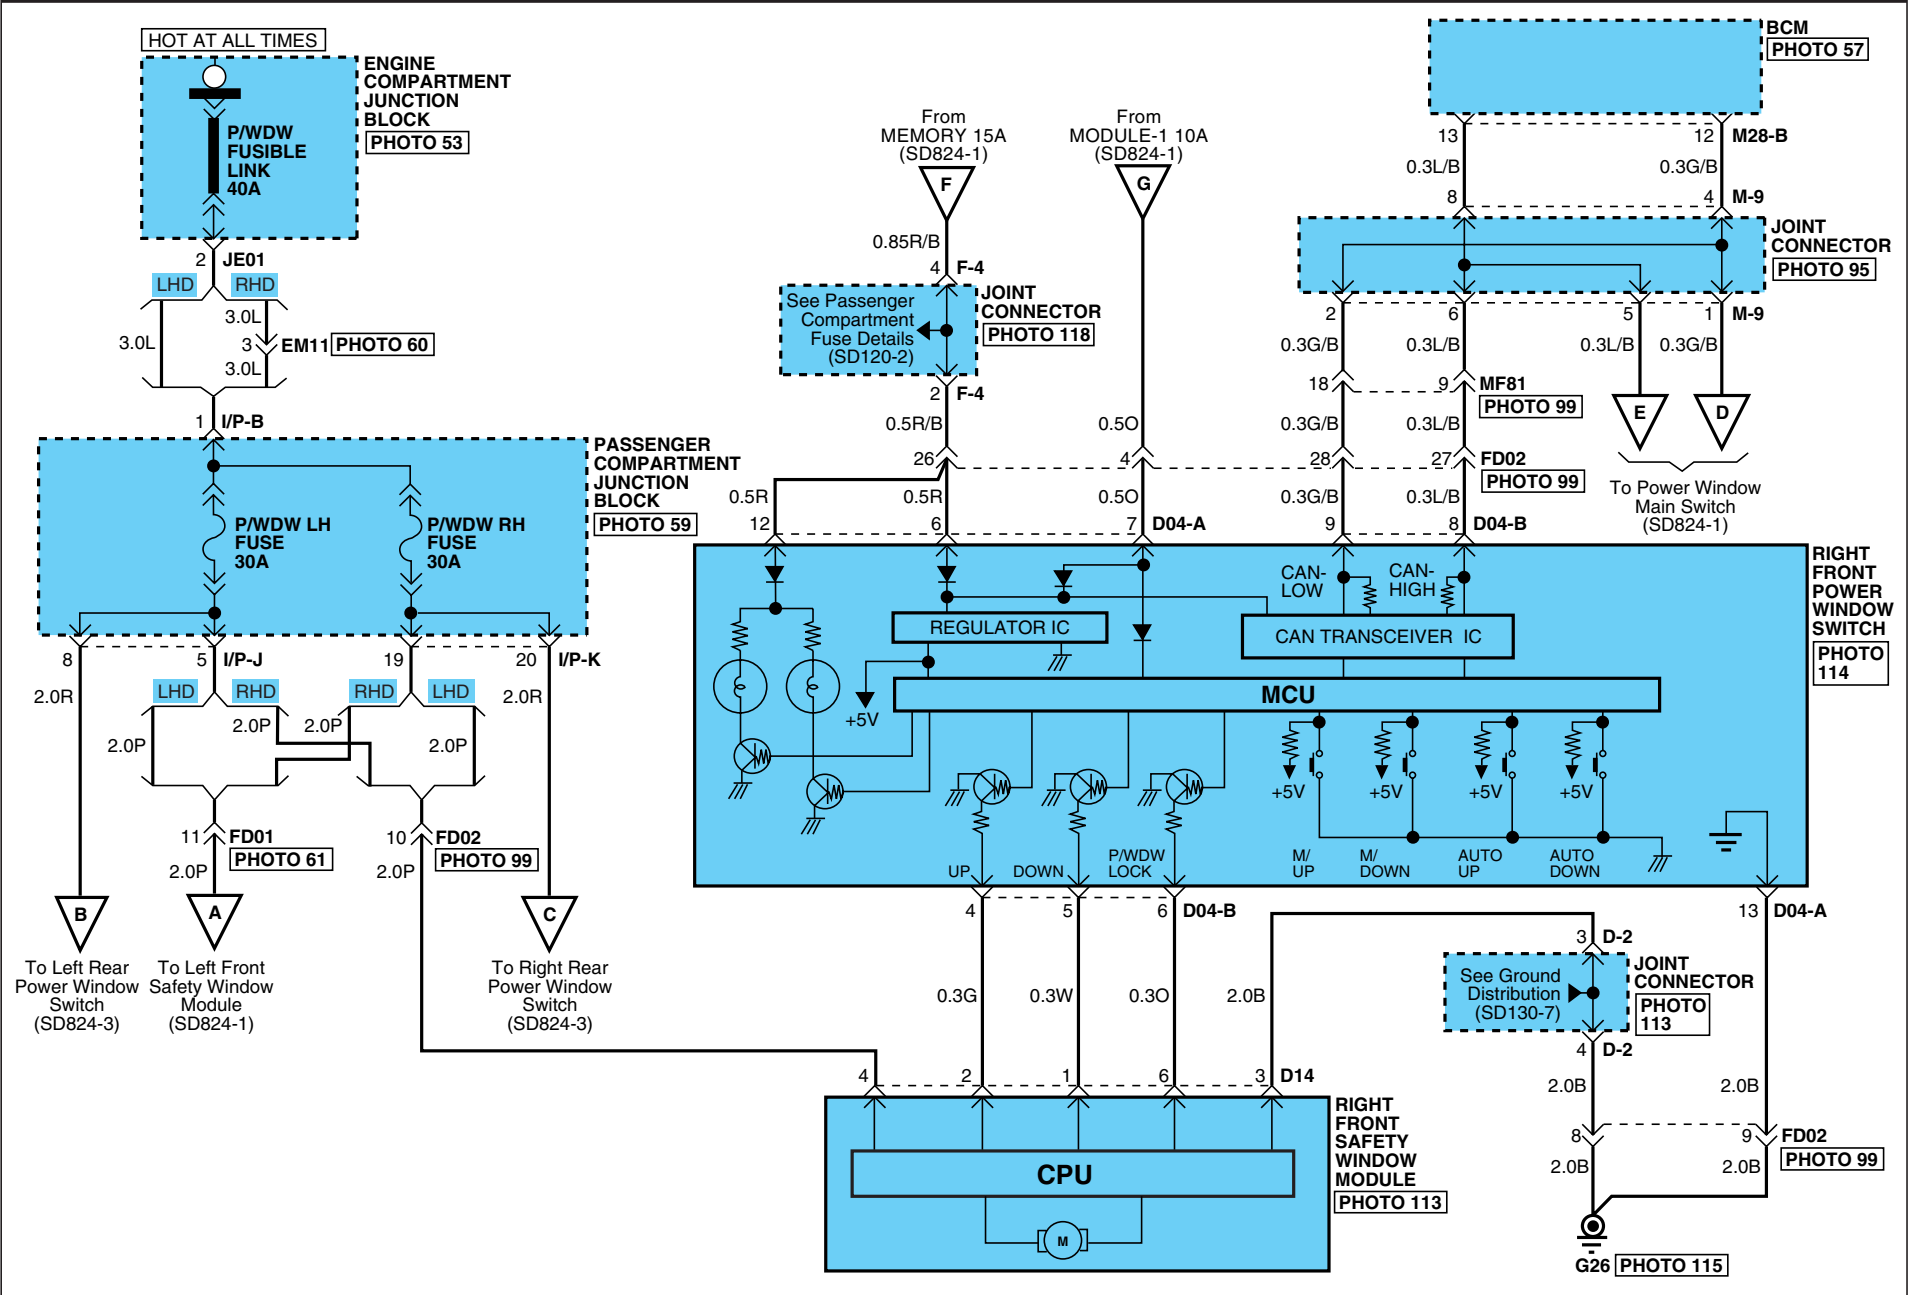 HOT AT ALL TIMES
ENGINE
COMPARTMENT
JUNCTION
BLOCK
PHOTO 53
P/WDW
FUSIBLE
LINK
40A
2 JE01
LHD RHD
3.0L
3.0L
3 EM11 PHOTO 60
3.0L
1 I/P-B
PASSENGER
COMPARTMENT
JUNCTION
BLOCK
PHOTO 59
P/WDW LH
FUSE
30A
P/WDW RH
FUSE
30A
8 5 I/P-J 19 20 I/P-K
2.0R
LHD RHD RHD LHD
2.0R
2.0P 2.0P 2.0P 2.0P
11 FD01
PHOTO 61
2.0P
10 FD02
PHOTO 99
2.0P
B
To Left Rear
Power Window
Switch
(SD824-3)
A
To Left Front
Safety Window
Module
(SD824-1)
C
To Right Rear
Power Window
Switch
(SD824-3)
From
MEMORY 15A
(SD824-1)
F
0.85R/B
4 F-4
See Passenger
Compartment
Fuse Details
(SD120-2)
JOINT
CONNECTOR
PHOTO 118
2 F-4
0.5R/B
26
0.5R 0.5R
12 6
From
MODULE-1 10A
(SD824-1)
G
0.5O
4
0.5O
7 D04-A
BCM
PHOTO 57
13 12 M28-B
0.3L/B 0.3G/B
8 4 M-9
JOINT
CONNECTOR
PHOTO 95
2 6 5 1 M-9
0.3G/B 0.3L/B 0.3L/B 0.3G/B
18 9 MF81
PHOTO 99
0.3G/B 0.3L/B
28 27 FD02
PHOTO 99
0.3G/B 0.3L/B
9 8 D04-B
E D
To Power Window
Main Switch
(SD824-1)
RIGHT
FRONT
POWER
WINDOW
SWITCH
PHOTO
114
CAN-
LOW
CAN-
HIGH
REGULATOR IC
CAN TRANSCEIVER IC
+5V
MCU
+5V +5V +5V +5V
UP DOWN
P/WDW
LOCK
M/
UP
M/
DOWN
AUTO
UP
AUTO
DOWN
4 5 6 D04-B
13 D04-A
0.3G 0.3W 0.3O 2.0B
3 D-2
See Ground
Distribution
(SD130-7)
JOINT
CONNECTOR
PHOTO
113
4 D-2
2.0B 2.0B
8 9 FD02
PHOTO 99
2.0B 2.0B
G26 PHOTO 115
4 2 1 6 3 D14
RIGHT
FRONT
SAFETY
WINDOW
MODULE
PHOTO 113
CPU
M